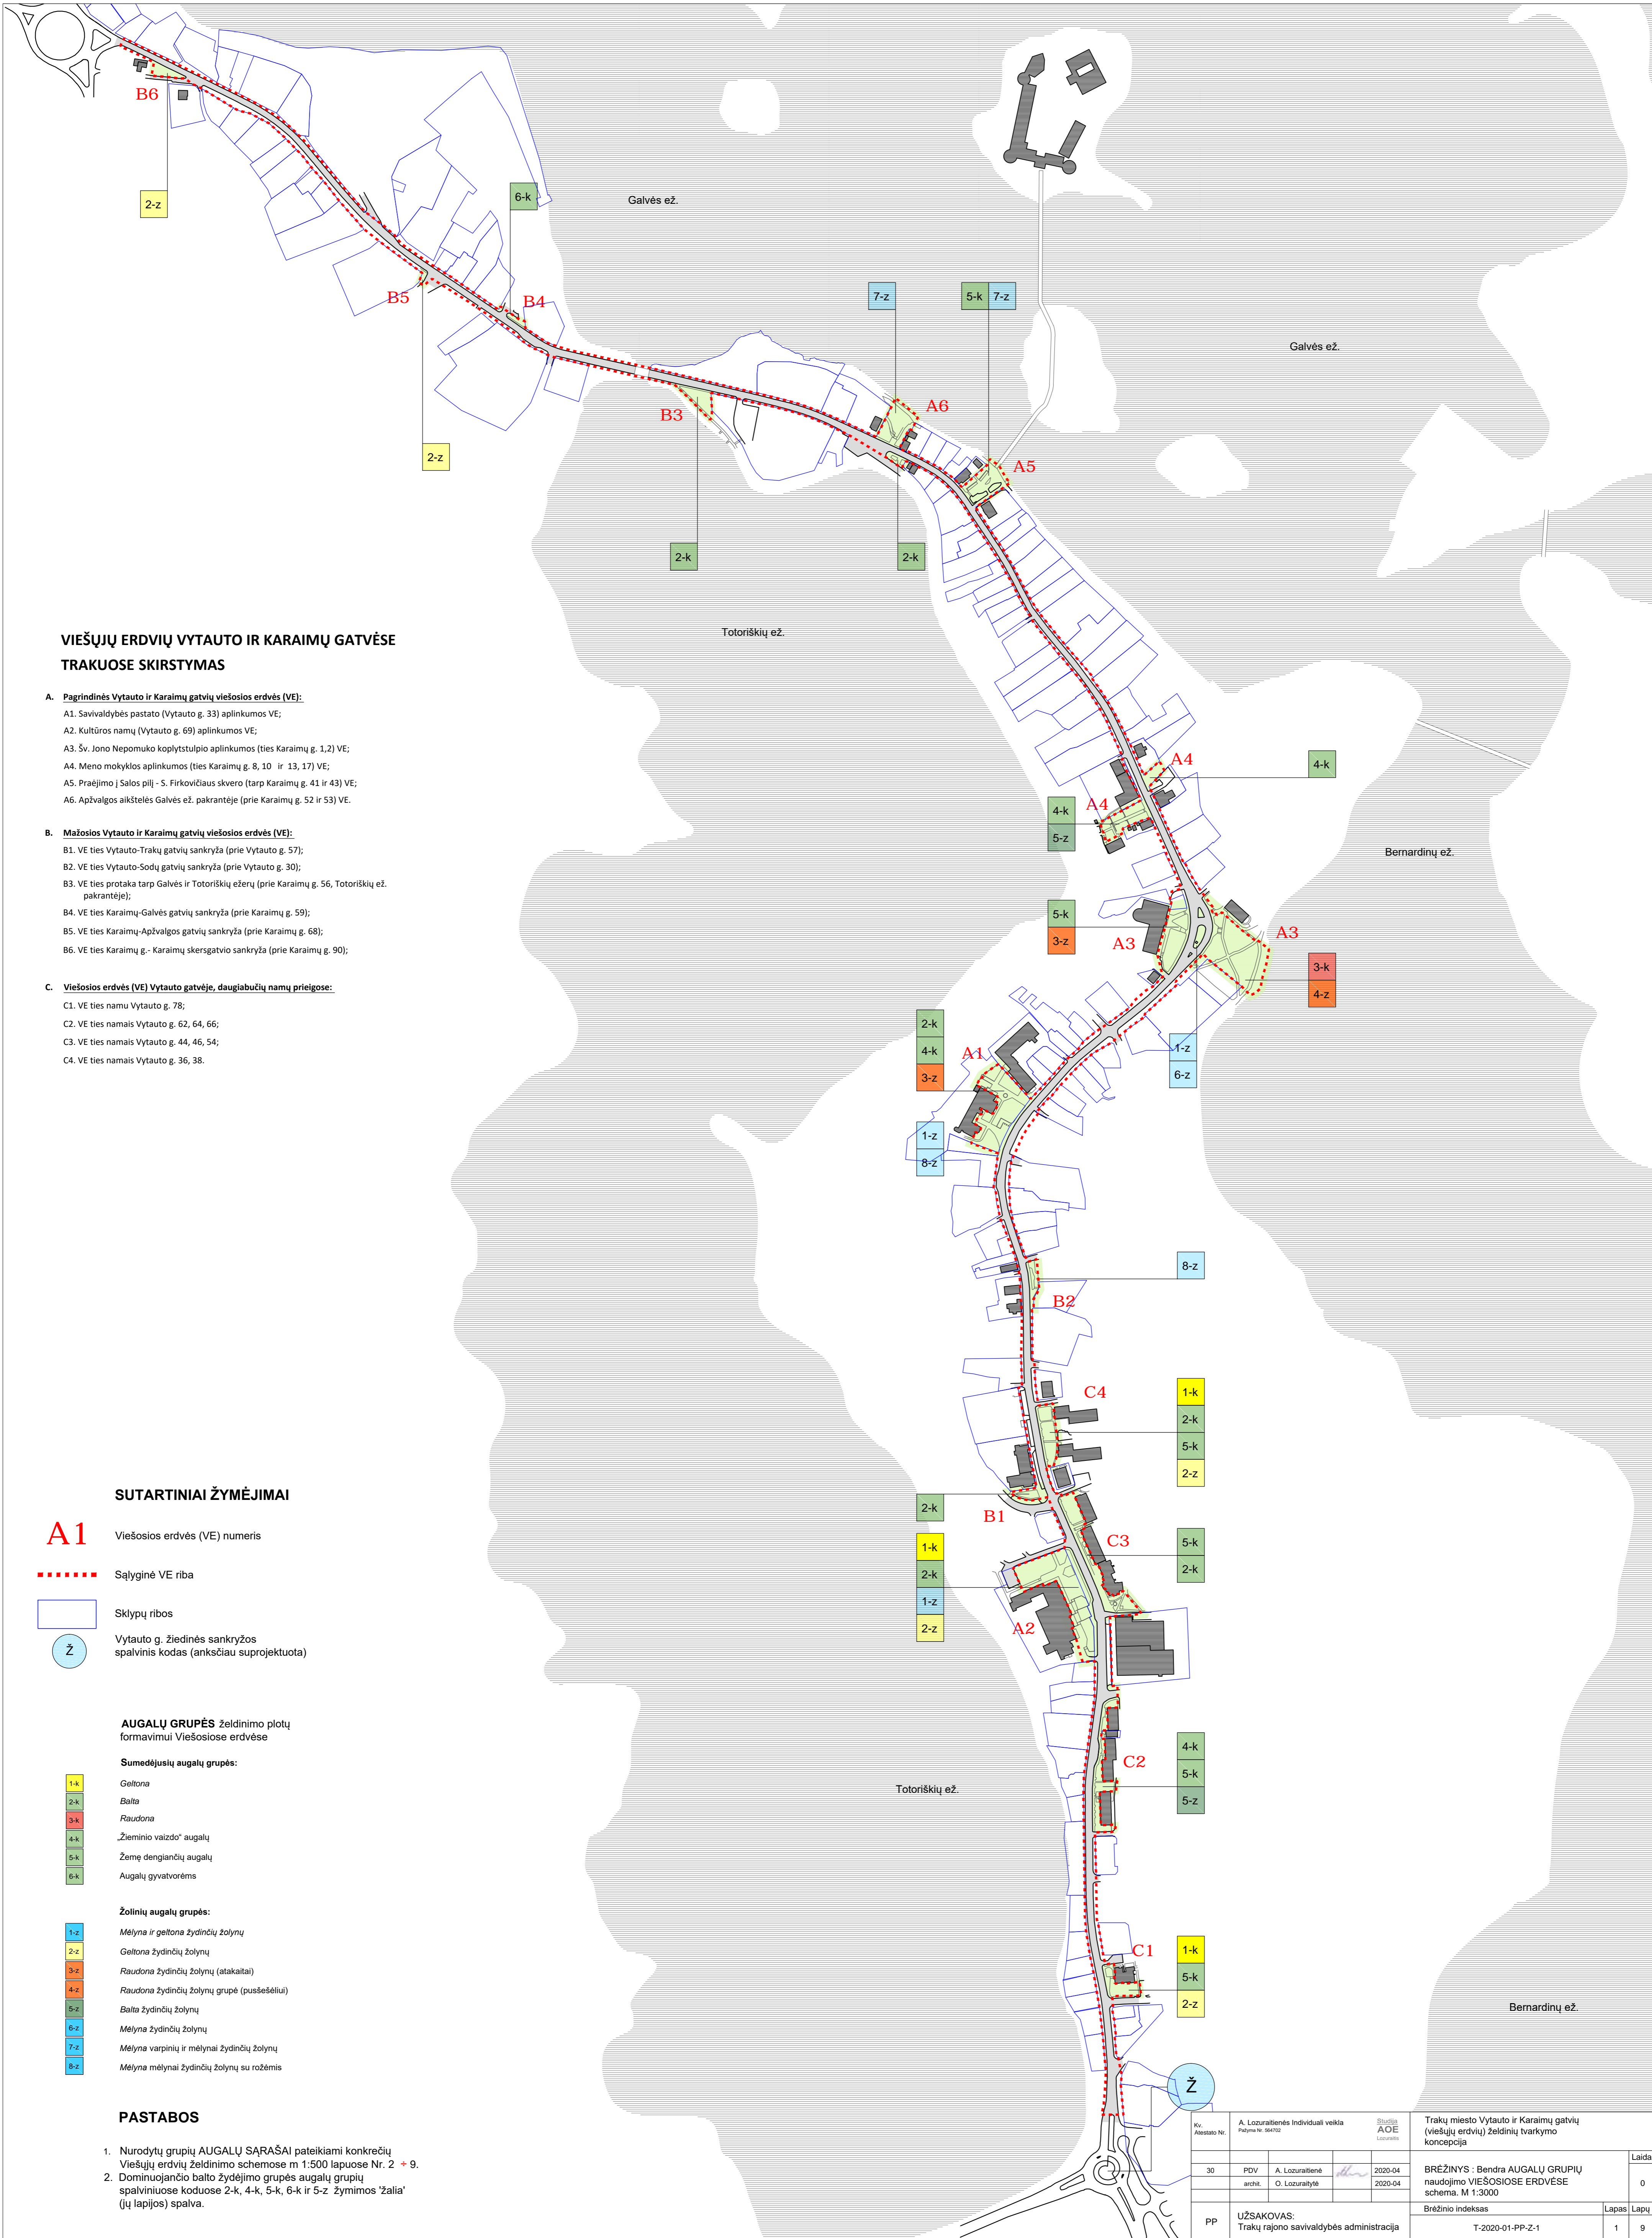 B6
2-z
6-k
Galvės ež.
B5
B4
7-z
5-k 7-z
Galvės ež.
B3
A6
A5
2-z
2-k
2-k
Totoriškių ež.
VIEŠŲJŲ ERDVIŲ VYTAUTO IR KARAIMŲ GATVĖSE
TRAKUOSE SKIRSTYMAS
A. Pagrindinės Vytauto ir Karaimų gatvių viešosios erdvės (VE):
A1. Savivaldybės pastato (Vytauto g. 33) aplinkumos VE;
A2. Kultūros namų (Vytauto g. 69) aplinkumos VE;
A3. Šv. Jono Nepomuko koplytstulpio aplinkumos (ties Karaimų g. 1,2) VE;
A4. Meno mokyklos aplinkumos (ties Karaimų g. 8, 10 ir 13, 17) VE;
A5. Praėjimo į Salos pilį - S. Firkovičiaus skvero (tarp Karaimų g. 41 ir 43) VE;
A6. Apžvalgos aikštelės Galvės ež. pakrantėje (prie Karaimų g. 52 ir 53) VE.
B. Mažosios Vytauto ir Karaimų gatvių viešosios erdvės (VE):
B1. VE ties Vytauto-Trakų gatvių sankryža (prie Vytauto g. 57);
B2. VE ties Vytauto-Sodų gatvių sankryža (prie Vytauto g. 30);
B3. VE ties protaka tarp Galvės ir Totoriškių ežerų (prie Karaimų g. 56, Totoriškių ež.
pakrantėje);
B4. VE ties Karaimų-Galvės gatvių sankryža (prie Karaimų g. 59);
B5. VE ties Karaimų-Apžvalgos gatvių sankryža (prie Karaimų g. 68);
B6. VE ties Karaimų g.- Karaimų skersgatvio sankryža (prie Karaimų g. 90);
C. Viešosios erdvės (VE) Vytauto gatvėje, daugiabučių namų prieigose:
C1. VE ties namu Vytauto g. 78;
C2. VE ties namais Vytauto g. 62, 64, 66;
C3. VE ties namais Vytauto g. 44, 46, 54;
C4. VE ties namais Vytauto g. 36, 38.
A4
4-k
4-k
A4
5-z
Bernardinų ež.
5-k
3-z
A3
A3
3-k
4-z
2-k
4-k
3-z
A1
1-z
6-z
1-z
8-z
8-z
B2
C4
1-k
2-k
5-k
2-z
2-k
B1
1-k
2-k
1-z
2-z
A2
C3
5-k
2-k
C2
4-k
5-k
5-z
Totoriškių ež.
C1
1-k
5-k
2-z
Bernardinų ež.
Ž
SUTARTINIAI ŽYMĖJIMAI
A1 Viešosios erdvės (VE) numeris
Sąlyginė VE riba
Sklypų ribos
Ž
Vytauto g. žiedinės sankryžos
spalvinis kodas (anksčiau suprojektuota)
AUGALŲ GRUPĖS želdinimo plotų
formavimui Viešosiose erdvėse
Sumedėjusių augalų grupės:
1-k Geltona
2-k Balta
3-k Raudona
4-k „Žieminio vaizdo“ augalų
5-k Žemę dengiančių augalų
6-k Augalų gyvatvorėms
Žolinių augalų grupės:
1-z Mėlyna ir geltona žydinčių žolynų
2-z Geltona žydinčių žolynų
3-z Raudona žydinčių žolynų (atakaitai)
4-z Raudona žydinčių žolynų grupė (pusšešėliui)
5-z Balta žydinčių žolynų
6-z Mėlyna žydinčių žolynų
7-z Mėlyna varpinių ir mėlynai žydinčių žolynų
8-z Mėlyna mėlynai žydinčių žolynų su rožėmis
PASTABOS
1. Nurodytų grupių AUGALŲ SĄRAŠAI pateikiami konkrečių
Viešųjų erdvių želdinimo schemose m 1:500 lapuose Nr. 2 ÷ 9.
2. Dominuojančio balto žydėjimo grupės augalų grupių
spalviniuose koduose 2-k, 4-k, 5-k, 6-k ir 5-z žymimos 'žalia'
(jų lapijos) spalva.
Kv.
Atestato Nr.
A. Lozuraitienės Individuali veikla
Pažyma Nr. 564702
Studija
AOE
Lozuraitis
Trakų miesto Vytauto ir Karaimų gatvių
(viešųjų erdvių) želdinių tvarkymo
koncepcija
30 PDV A. Lozuraitienė 2020-04
archit. O. Lozuraitytė 2020-04
BRĖŽINYS : Bendra AUGALŲ GRUPIŲ
naudojimo VIEŠOSIOSE ERDVĖSE
schema. M 1:3000
Laida
0
PP
UŽSAKOVAS:
Trakų rajono savivaldybės administracija
Brėžinio indeksas Lapas Lapų
T-2020-01-PP-Z-1 1 9